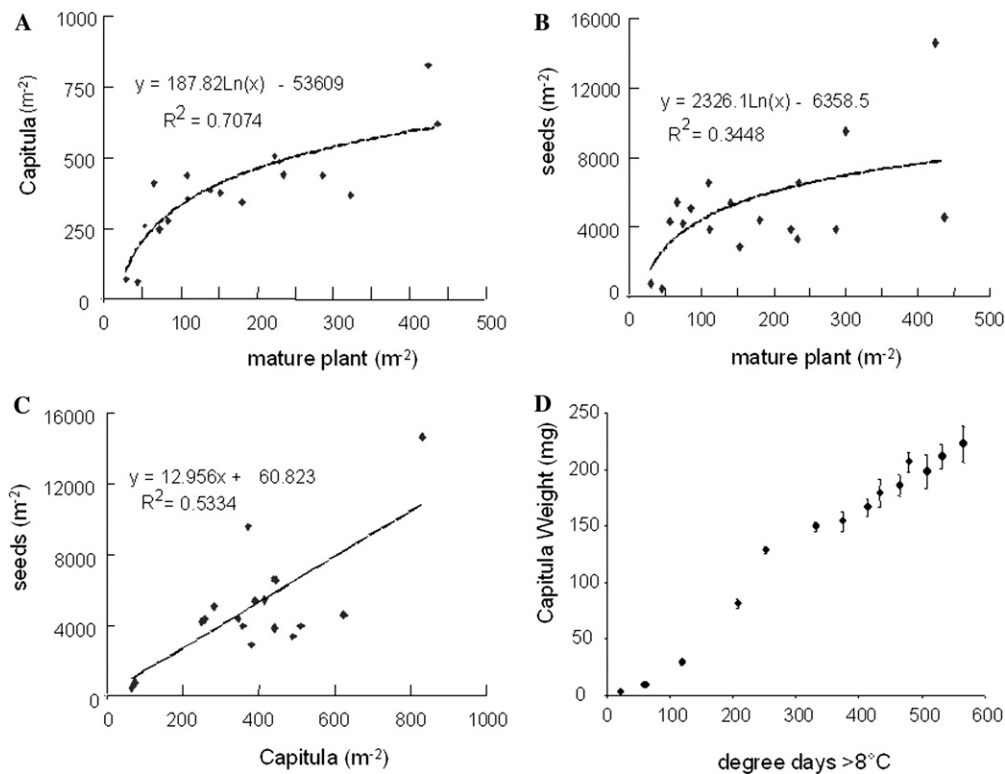 A
1000
750
500
250
0
Capitula (m-2)
y = 187.82Ln(x) - 53609
R2 = 0.7074
0 100 200 300 400 500
mature plant (m-2)
B
16000
12000
8000
4000
0
seeds (m-2)
y = 2326.1Ln(x) - 6358.5
R2 = 0.3448
0 100 200 300 400 500
mature plant (m-2)
C
16000
12000
8000
4000
0
seeds (m-2)
y = 12.956x + 60.823
R2 = 0.5334
0 200 400 600 800 1000
Capitula (m-2)
D
250
200
150
100
50
0
Capitula Weight (mg)
0 100 200 300 400 500 600
degree days >8°C